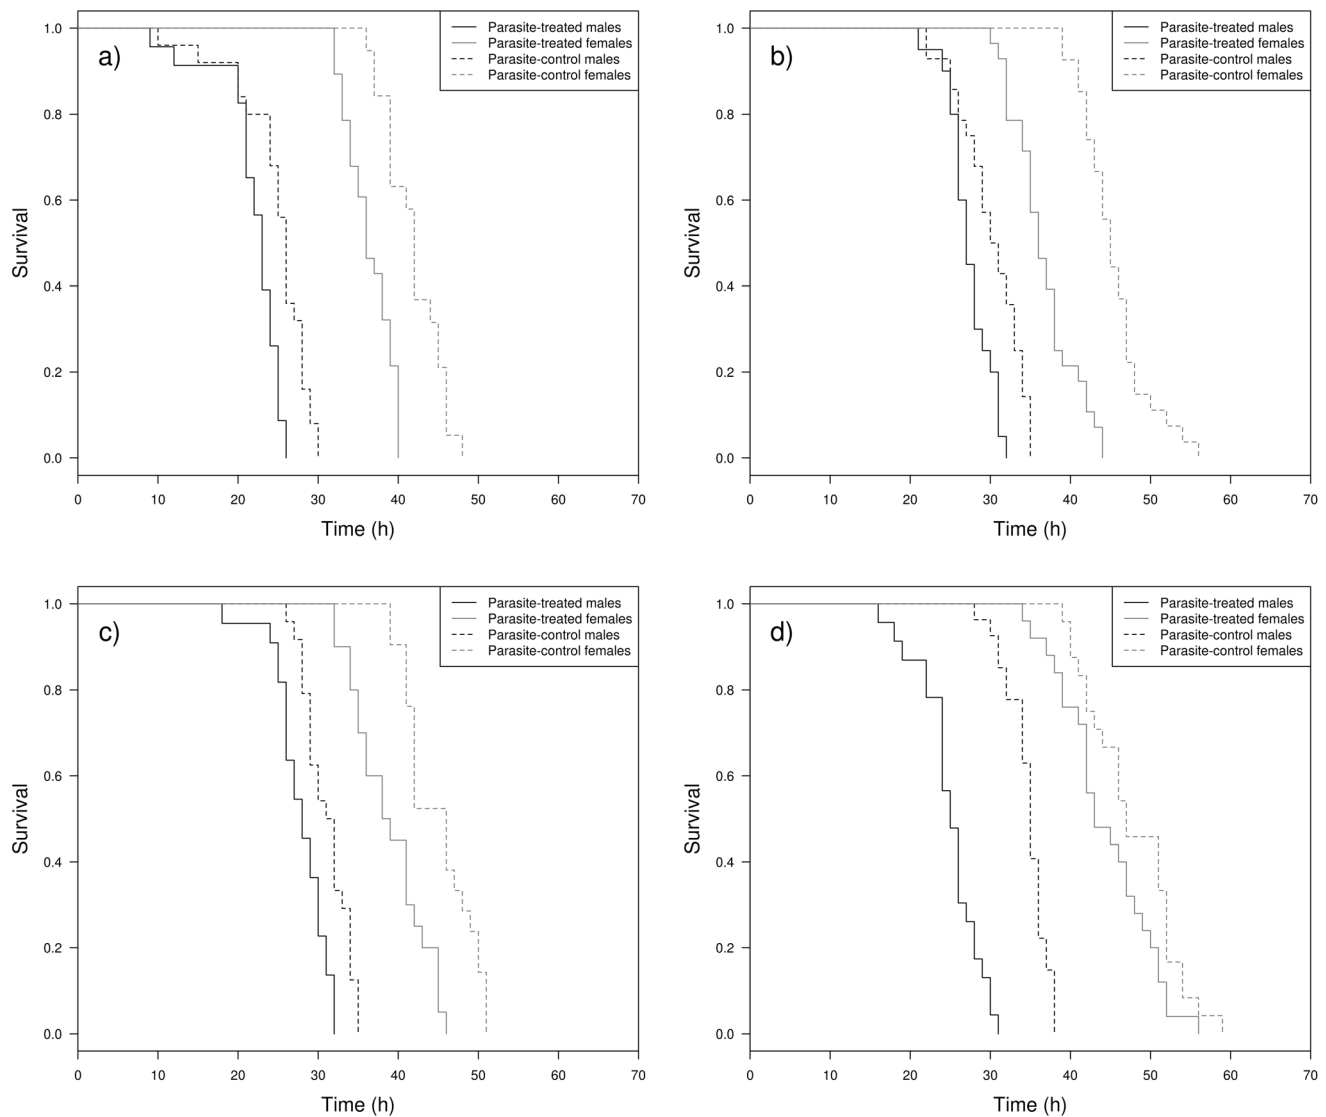 a)
Parasite-treated males
Parasite-treated females
Parasite-control males
Parasite-control females
1.0
0.8
0.6
0.4
0.2
0.0
Survival
0 10 20 30 40 50 60 70
Time (h)
b)
Parasite-treated males
Parasite-treated females
Parasite-control males
Parasite-control females
1.0
0.8
0.6
0.4
0.2
0.0
Survival
0 10 20 30 40 50 60 70
Time (h)
c)
Parasite-treated males
Parasite-treated females
Parasite-control males
Parasite-control females
1.0
0.8
0.6
0.4
0.2
0.0
Survival
0 10 20 30 40 50 60 70
Time (h)
d)
Parasite-treated males
Parasite-treated females
Parasite-control males
Parasite-control females
1.0
0.8
0.6
0.4
0.2
0.0
Survival
0 10 20 30 40 50 60 70
Time (h)